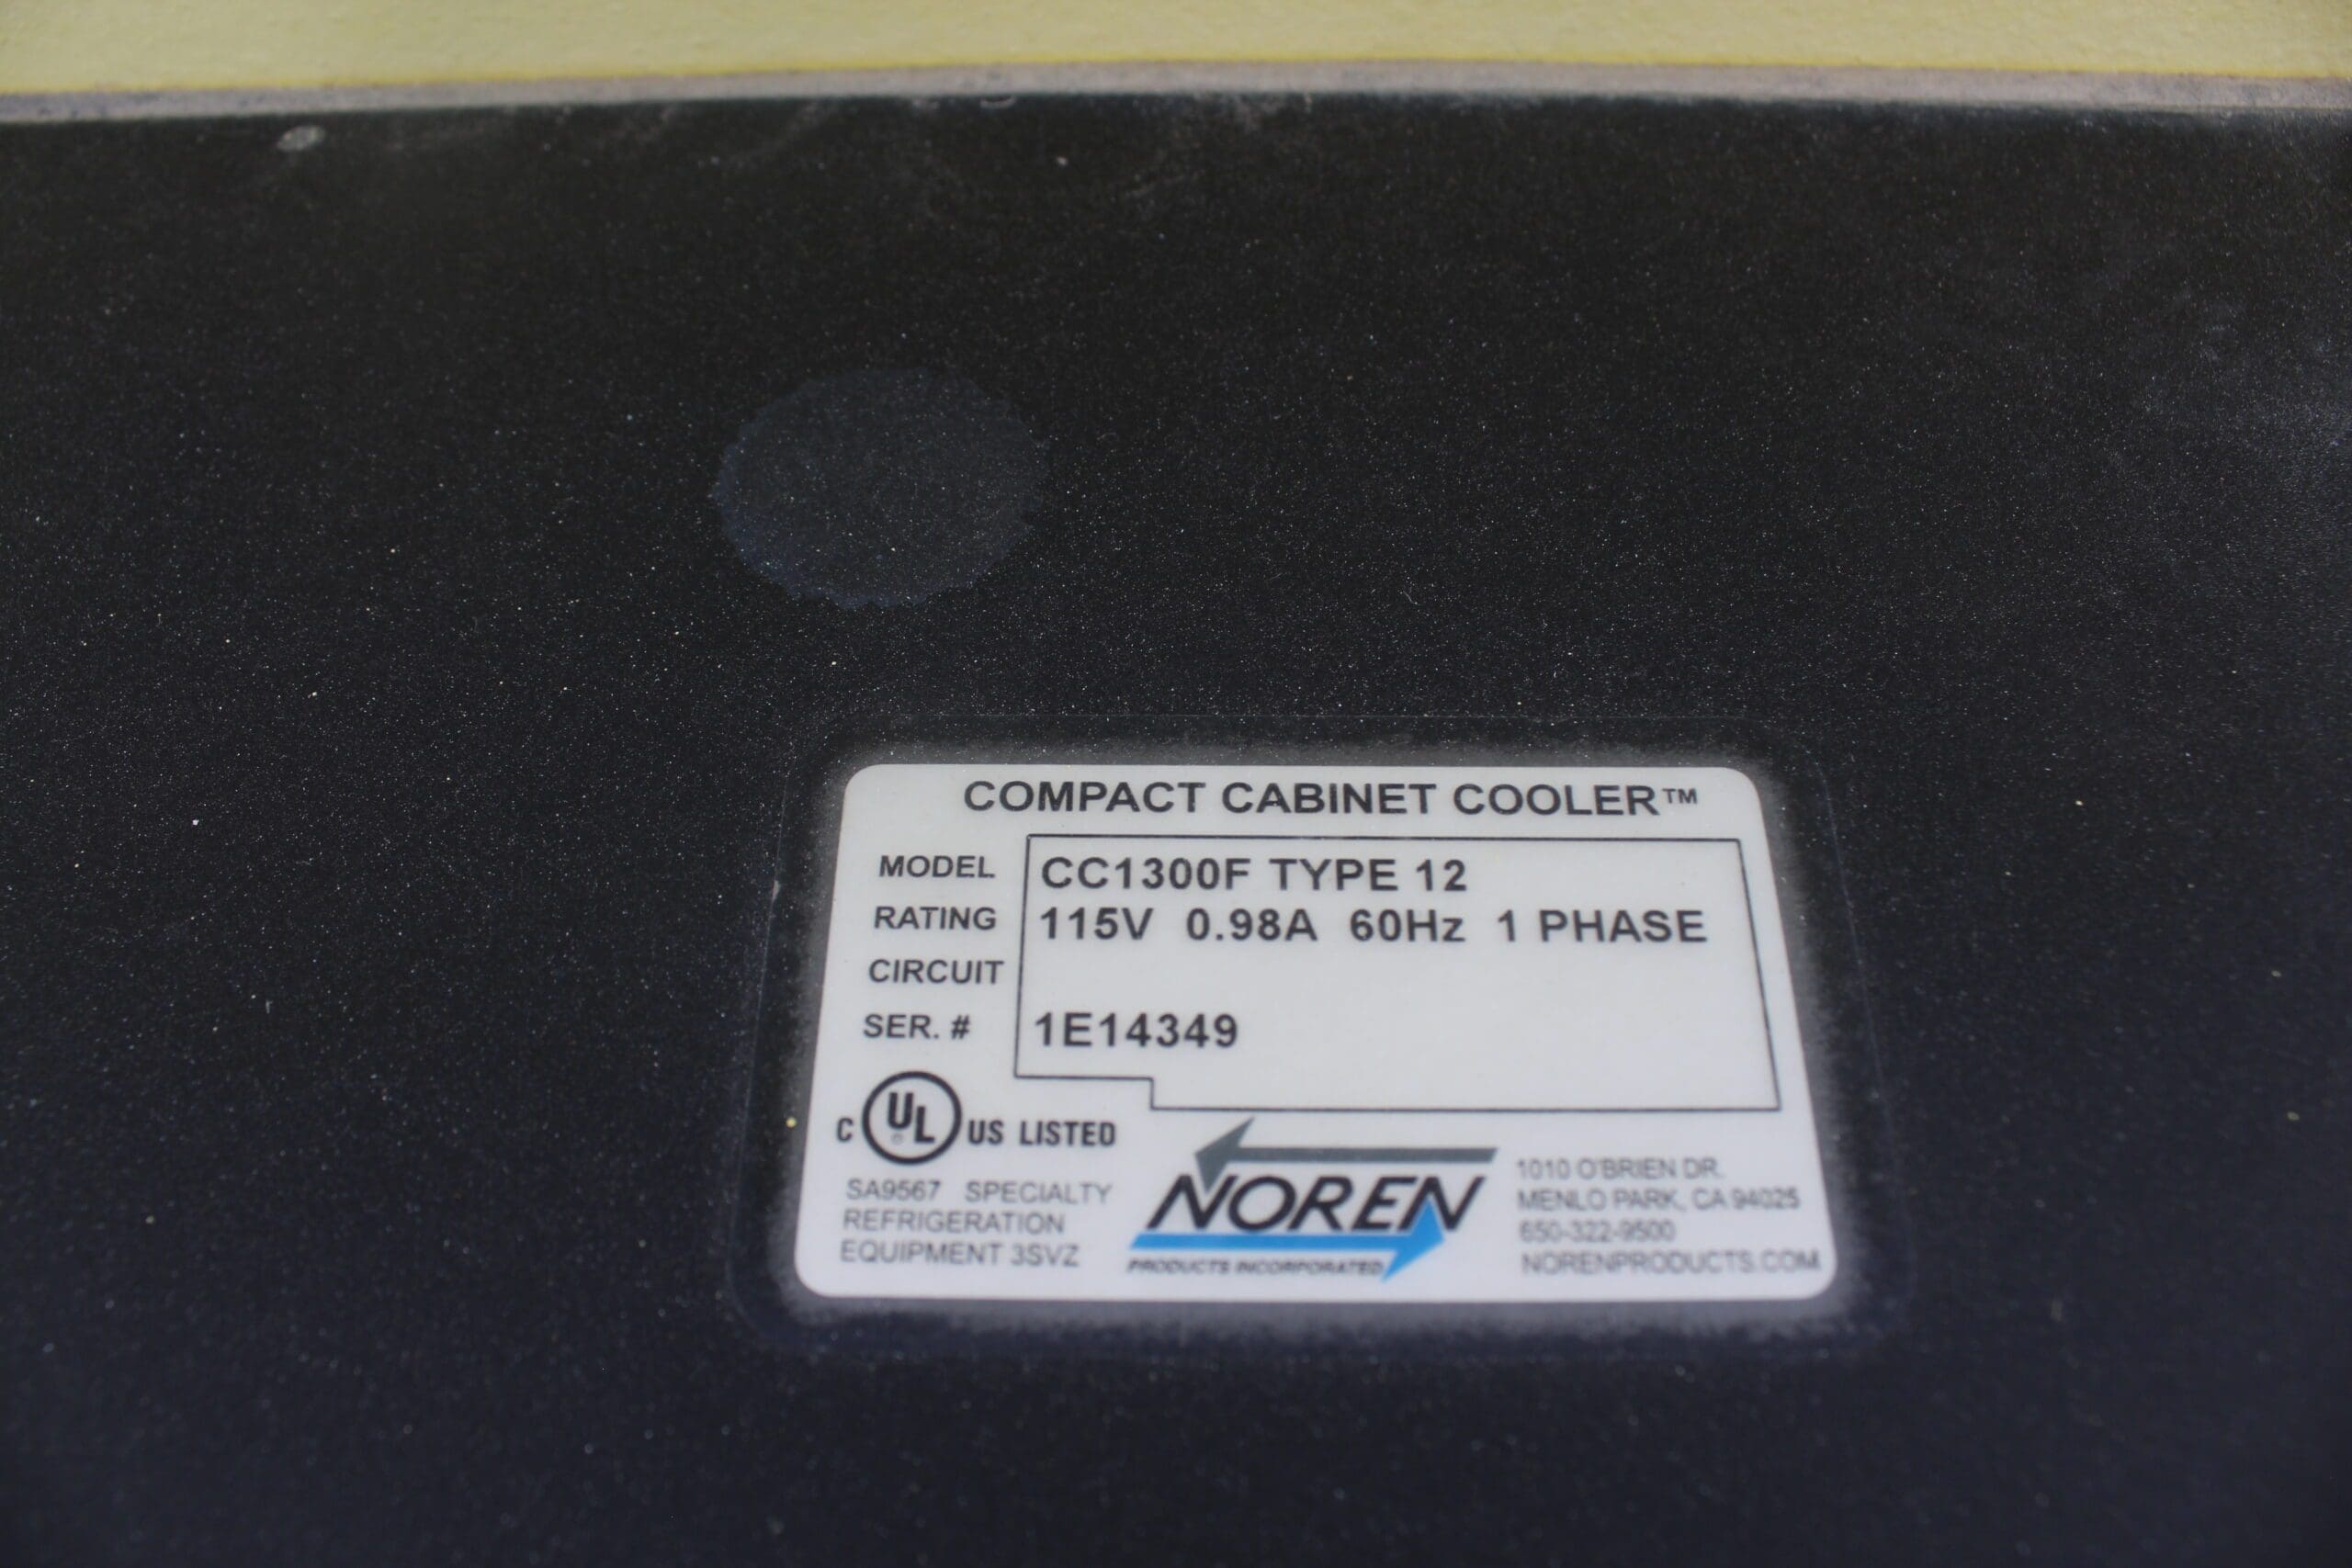 COMPACT CABINET COOLER™
MODEL CC1300F TYPE 12
RATING 115V 0.98A 60Hz 1 PHASE
CIRCUIT
SER. # 1E14349
C UL® US LISTED
SA9567 SPECIALTY
REFRIGERATION
EQUIPMENT 3SVZ
NOREN
PRODUCTS INCORPORATED
1010 O'BRIEN DR.
MENLO PARK, CA 94025
650-322-9500
NORENPRODUCTS.COM